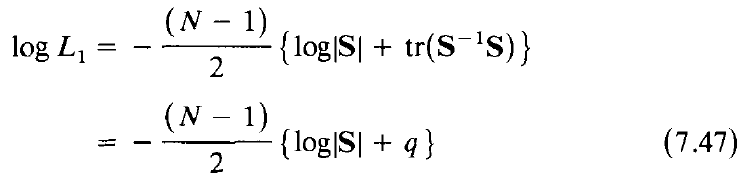 log L₁ = − (N − 1)/2 {log|S| + tr(S⁻¹S)}
= − (N − 1)/2 {log|S| + q} (7.47)